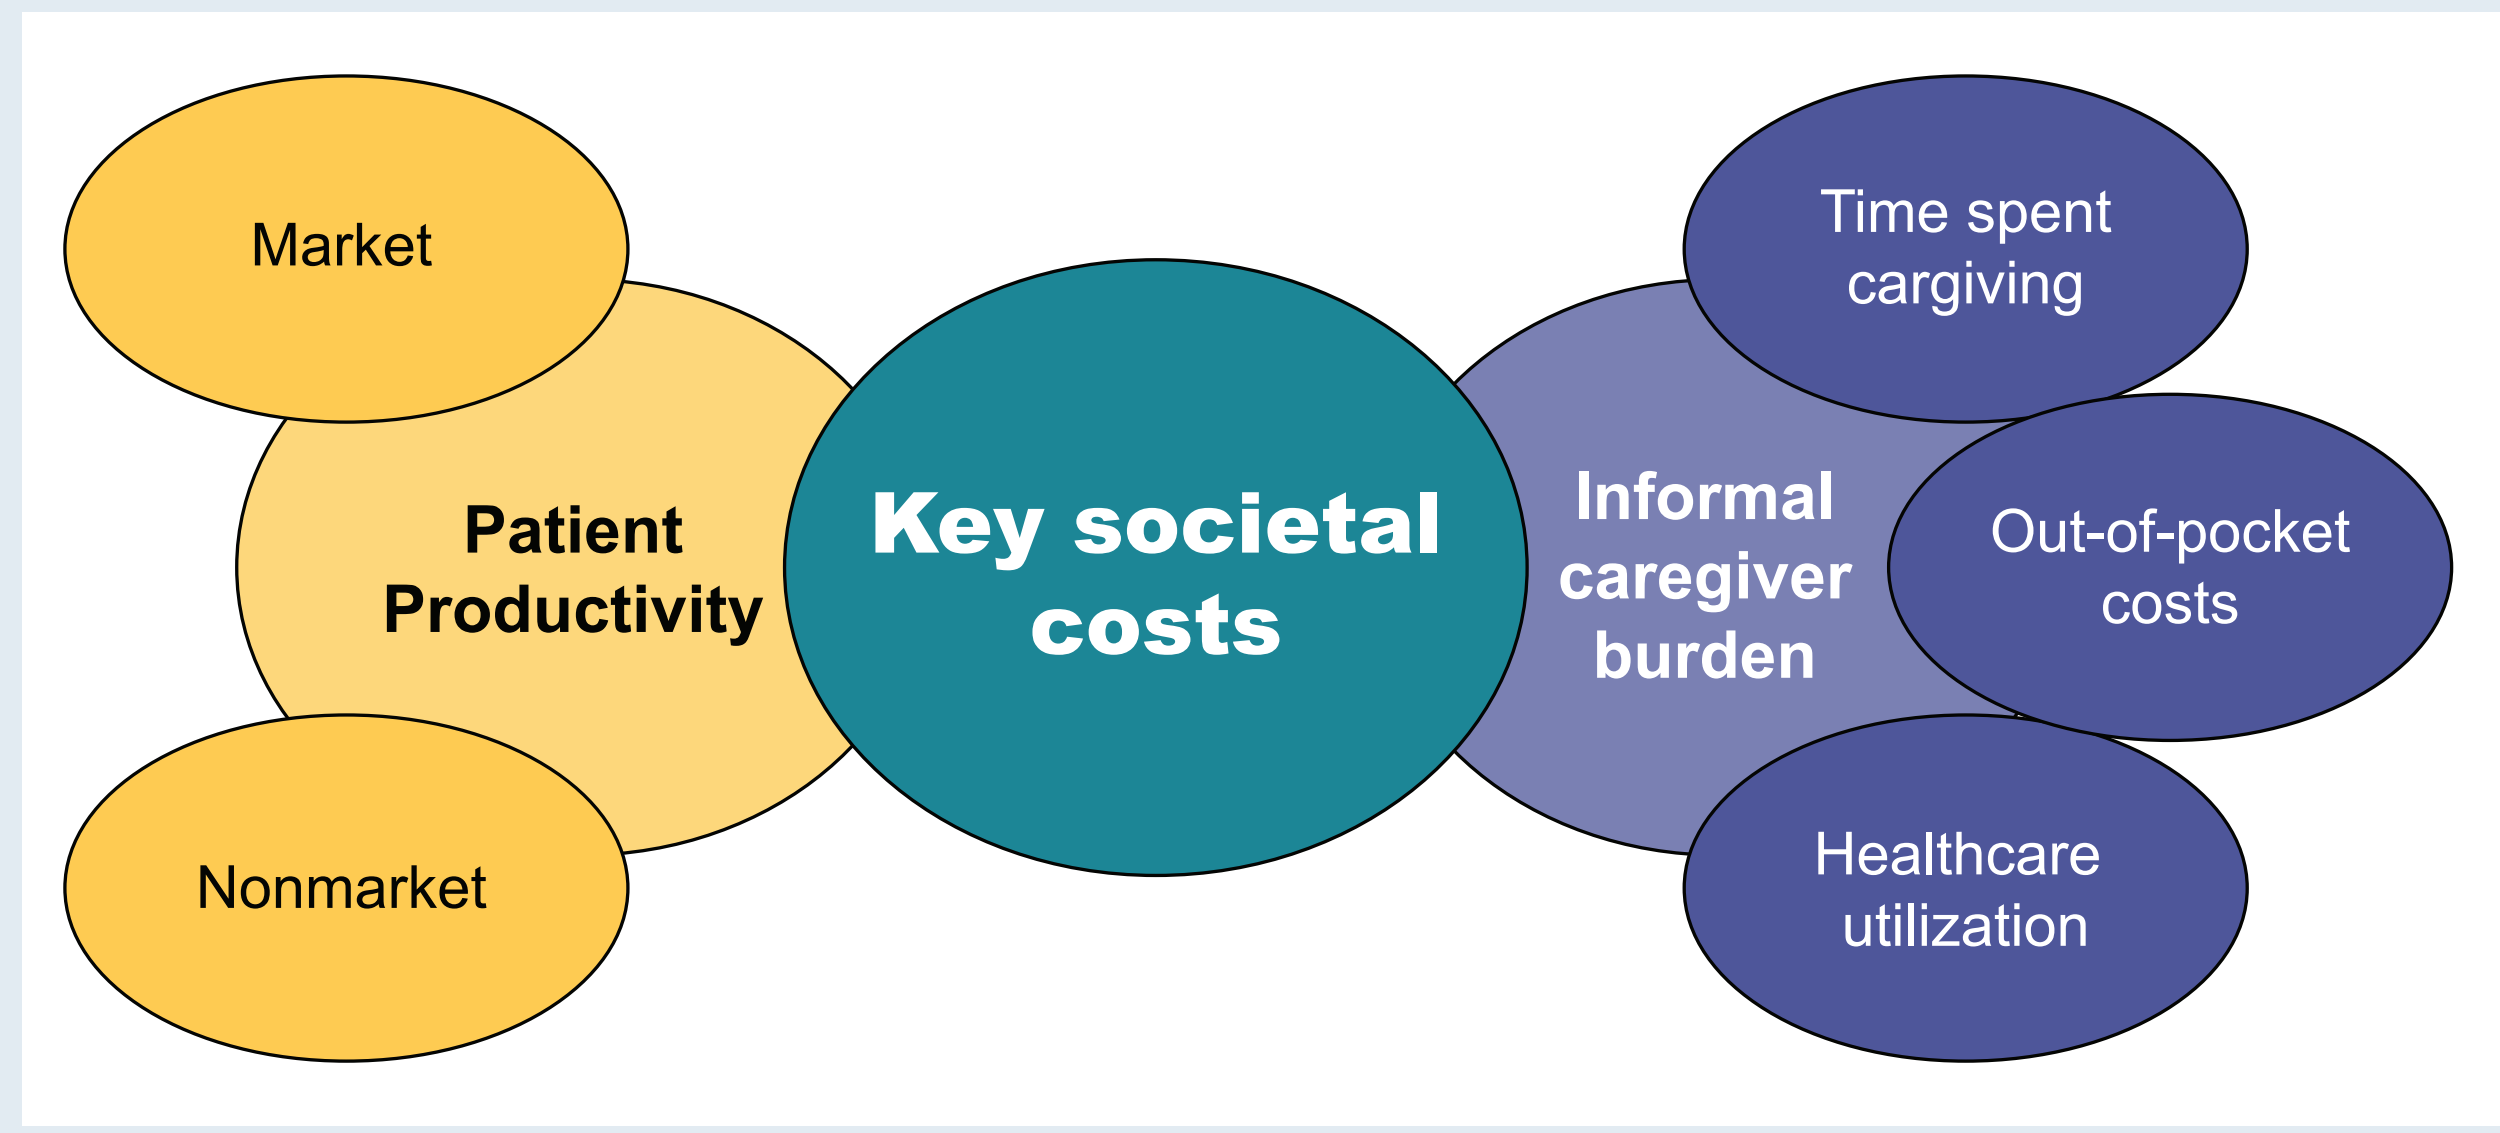 Market
Patient
Productivity
Nonmarket
Key societal
costs
Informal
caregiver
burden
Time spent
cargiving
Out-of-pocket
costs
Healthcare
utilization